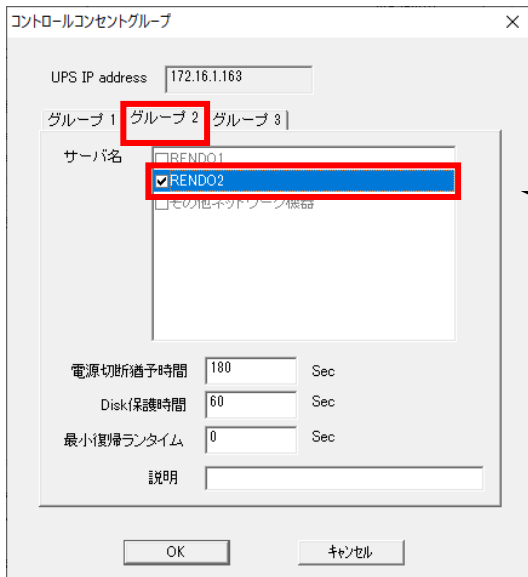 コントロールコンセントグループ
UPS IP address 172.16.1.163
グループ 1 グループ 2 グループ 3
サーバ名
RENDO1
RENDO2
その他ネットワーク機器
電源切断猶予時間 180 Sec
Disk保護時間 60 Sec
最小復帰ランタイム 0 Sec
説明
OK キャンセル